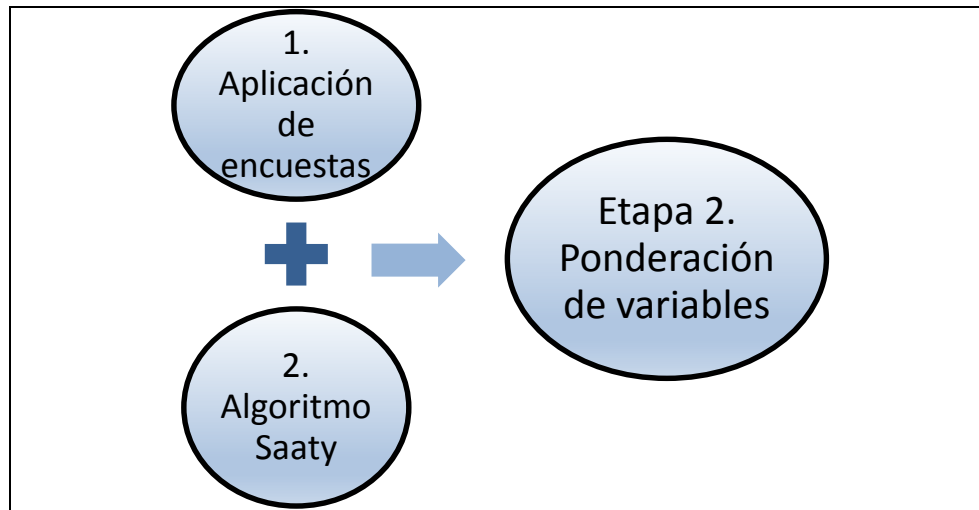 1.
Aplicación
de
encuestas
2.
Algoritmo
Saaty
Etapa 2.
Ponderación
de variables